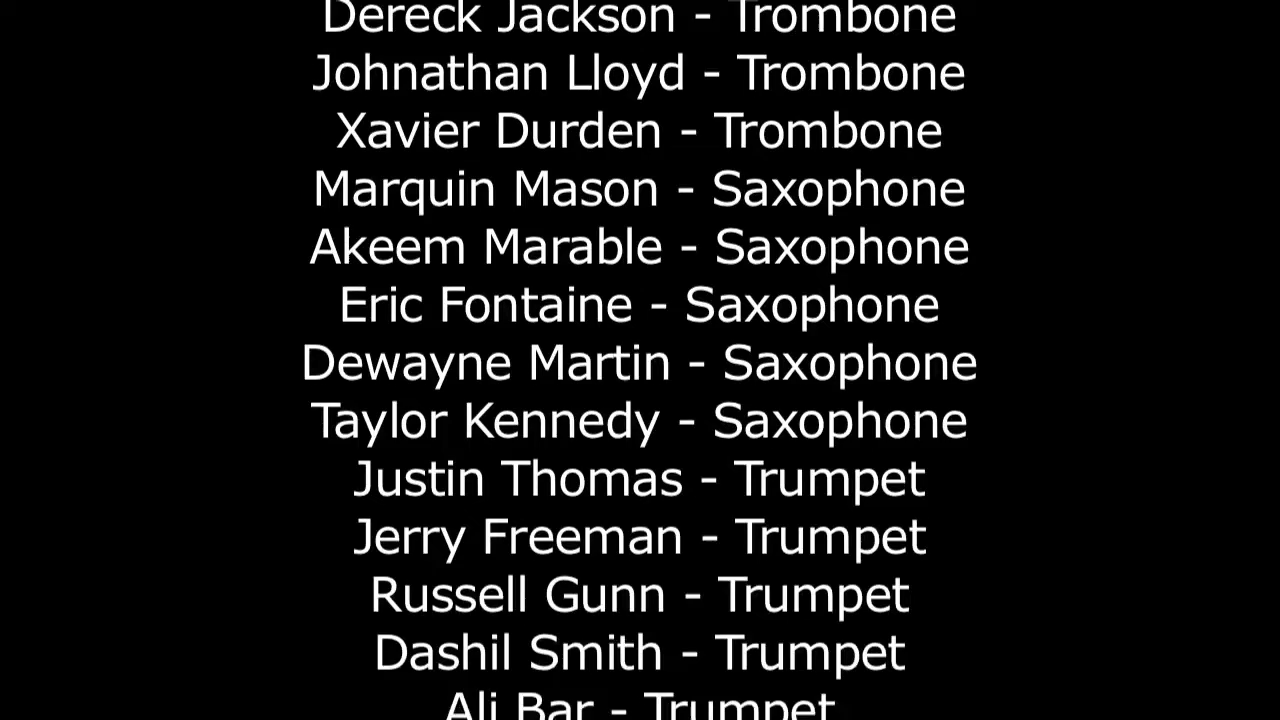 Dereck Jackson - Trombone
Johnathan Lloyd - Trombone
Xavier Durden - Trombone
Marquin Mason - Saxophone
Akeem Marable - Saxophone
Eric Fontaine - Saxophone
Dewayne Martin - Saxophone
Taylor Kennedy - Saxophone
Justin Thomas - Trumpet
Jerry Freeman - Trumpet
Russell Gunn - Trumpet
Dashil Smith - Trumpet
Ali Bar - Trumpet